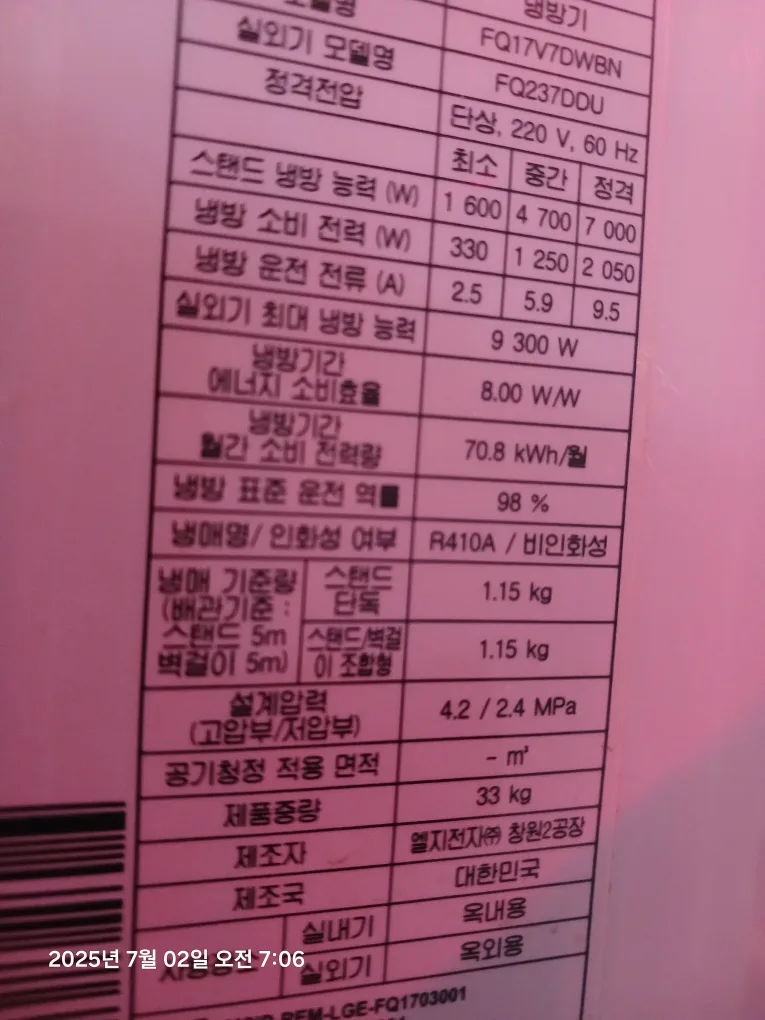 냉방기
FQ17V7DWBN
실외기 모델명 FQ237DDU
정격전압 단상, 220 V, 60 Hz
최소 중간 정격
스탠드 냉방 능력 (W) 1 600 4 700 7 000
냉방 소비 전력 (W) 330 1 250 2 050
냉방 운전 전류 (A) 2.5 5.9 9.5
실외기 최대 냉방 능력 9 300 W
냉방기간
에너지 소비효율 8.00 W/W
냉방기간
월간 소비 전력량 70.8 kWh/월
냉방 표준 운전 역률 98 %
냉매명/ 인화성 여부 R410A / 비인화성
냉매 기준량
(배관기준 :
스탠드 5m
벽걸이 5m)
스탠드
단독 1.15 kg
스탠드/벽걸
이 조합형 1.15 kg
설계압력
(고압부/저압부) 4.2 / 2.4 MPa
공기청정 적용 면적 - m²
제품중량 33 kg
제조자 엘지전자㈜ 창원2공장
제조국 대한민국
실내기 옥내용
실외기 옥외용
LGE-FQ1703001
2025년 7월 02일 오전 7:06